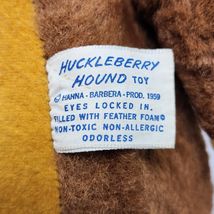 HUCKLEBERRY
HOUND TOY
© HANNA-BARBERA-PROD. 1959
EYES LOCKED IN.
FILLED WITH FEATHER FOAM®
NON-TOXIC NON-ALLERGIC
ODORLESS